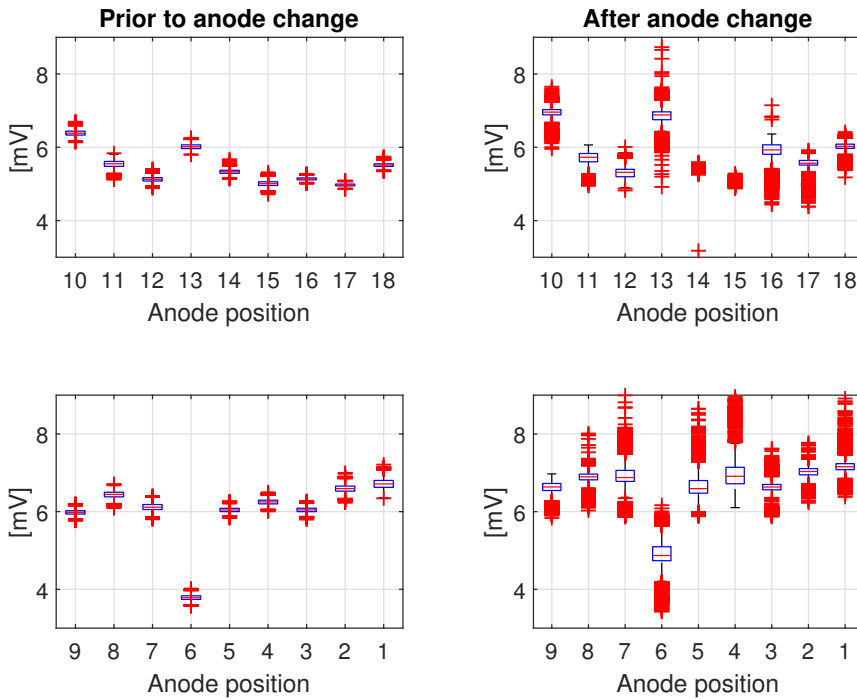 Prior to anode change
After anode change
[mV]
8
6
4
10 11 12 13 14 15 16 17 18
Anode position
[mV]
8
6
4
10 11 12 13 14 15 16 17 18
Anode position
[mV]
8
6
4
9 8 7 6 5 4 3 2 1
Anode position
[mV]
8
6
4
9 8 7 6 5 4 3 2 1
Anode position